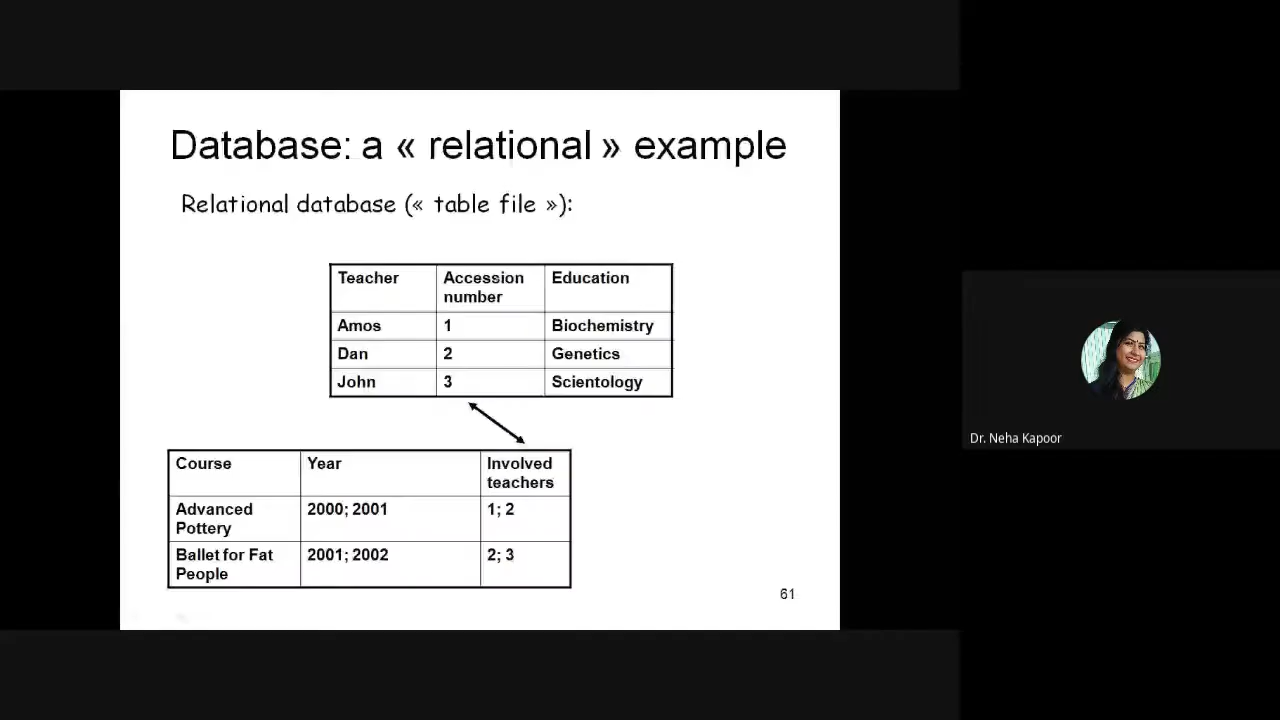 Database: a « relational » example
Relational database (« table file »):
Teacher Accession number Education
Amos 1 Biochemistry
Dan 2 Genetics
John 3 Scientology
Course Year Involved teachers
Advanced Pottery 2000; 2001 1; 2
Ballet for Fat People 2001; 2002 2; 3
61
Dr. Neha Kapoor